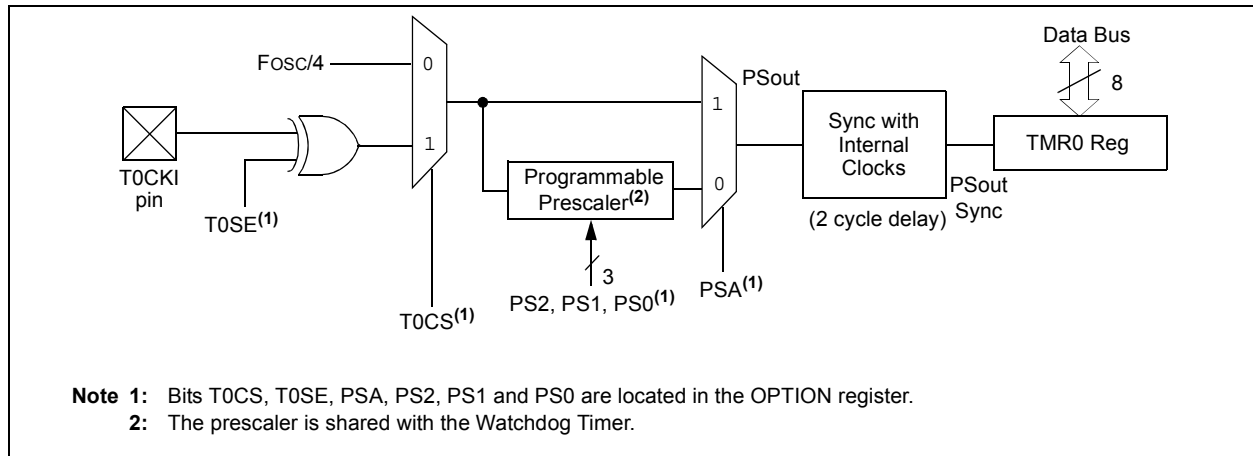 Data Bus
8
FOSC/4
0
1
T0CKI
pin
T0SE(1)
T0CS(1)
Programmable
Prescaler(2)
3
PS2, PS1, PS0(1)
1
0
PSA(1)
PSout
Sync with
Internal
Clocks
(2 cycle delay)
PSout
Sync
TMR0 Reg
Note 1: Bits T0CS, T0SE, PSA, PS2, PS1 and PS0 are located in the OPTION register.
2: The prescaler is shared with the Watchdog Timer.